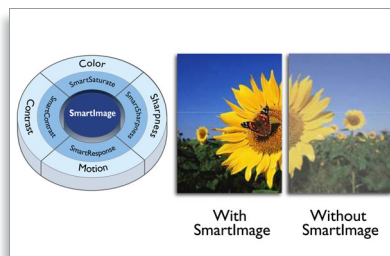 Color
SmartSaturate
Contrast
SmartContrast
SmartImage
SmartSharpness
Sharpness
SmartResponse
Motion
With
SmartImage
Without
SmartImage